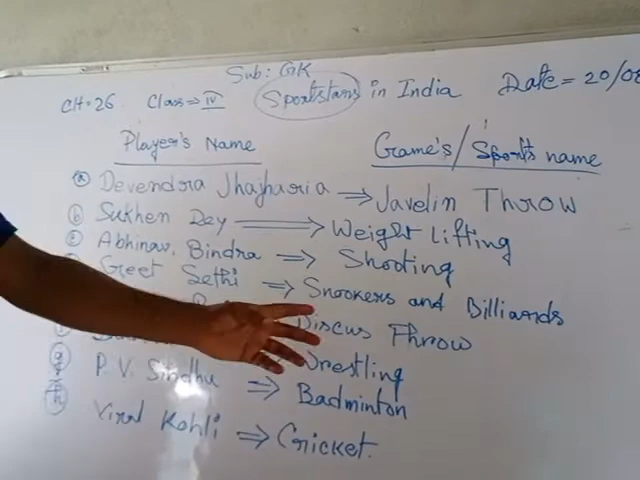 Sub: GK
CH=26 Class⇒IV Sportstars in India Date= 20/08
Player's Name Game's/Sports name
(a) Devendra Jhajharia ⇒ Javelin Throw
(b) Sukhen Dey ⇒ Weight Lifting
(c) Abhinav. Bindra ⇒ Shooting
Geet Sethi ⇒ Snookers and Billiards
Discus Throw
(g) Wrestling
P. V. Sindhu ⇒ Badminton
(h) Virat Kohli ⇒ Cricket.